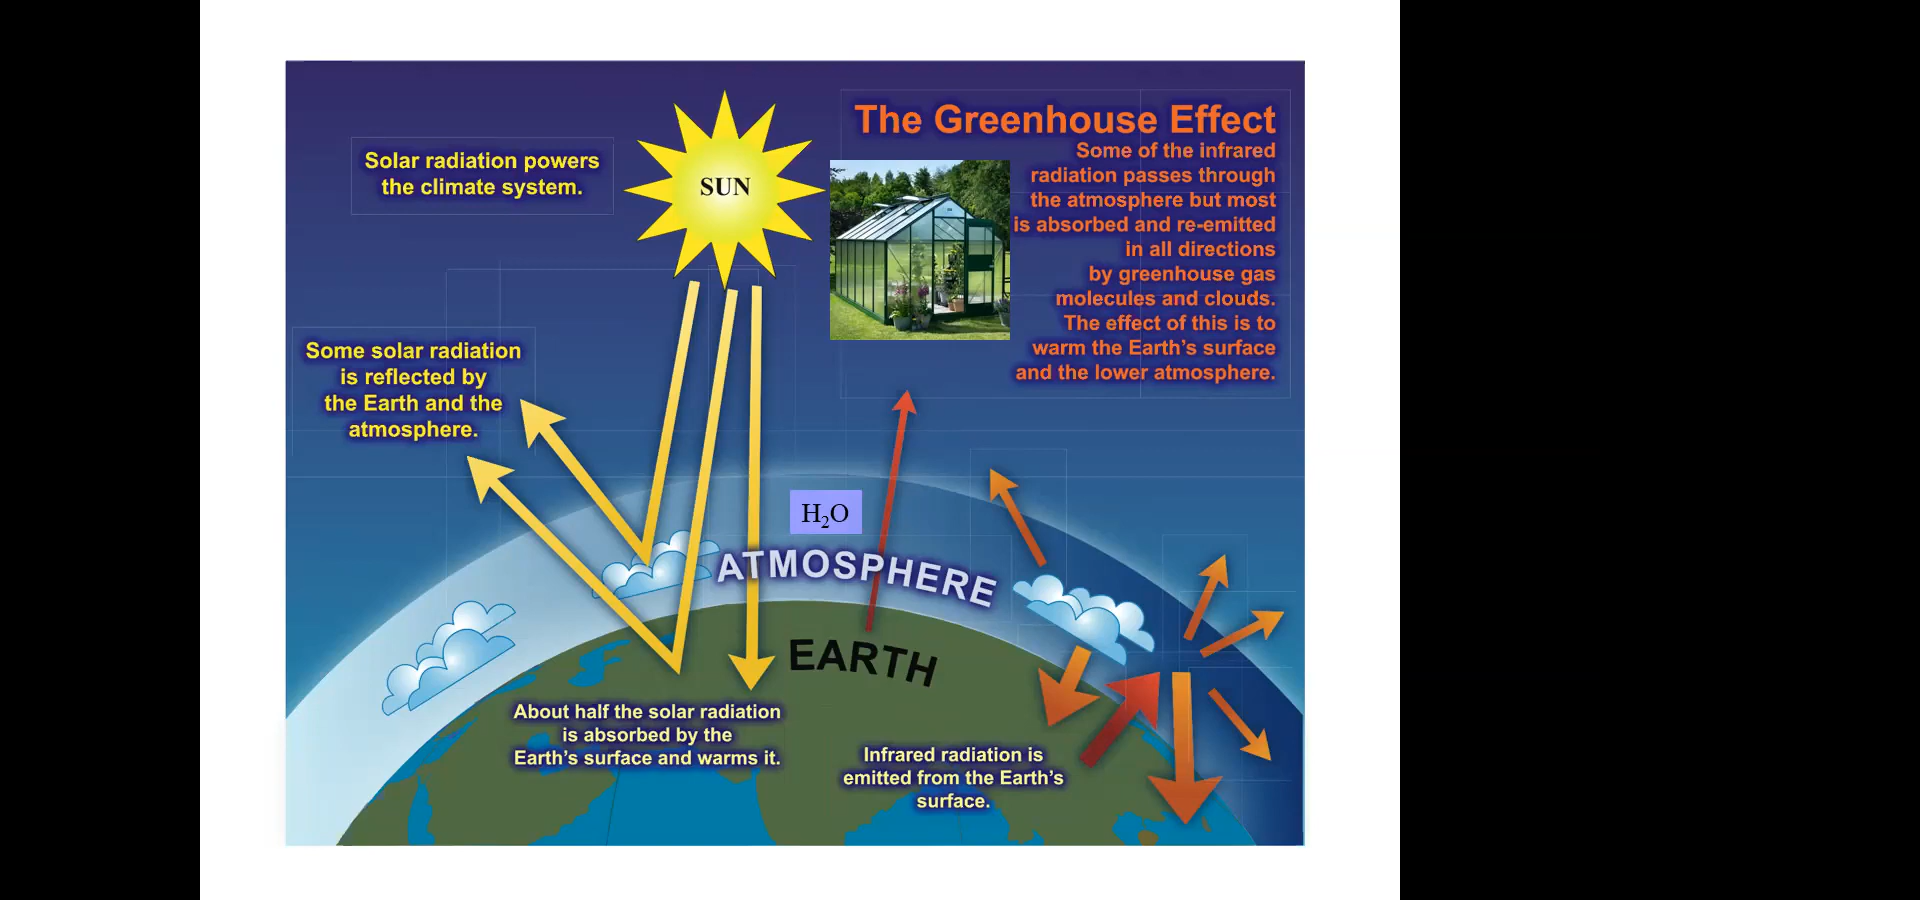 The Greenhouse Effect
Some of the infrared
radiation passes through
the atmosphere but most
is absorbed and re-emitted
in all directions
by greenhouse gas
molecules and clouds.
The effect of this is to
warm the Earth's surface
and the lower atmosphere.
Solar radiation powers
the climate system.
SUN
Some solar radiation
is reflected by
the Earth and the
atmosphere.
H₂O
ATMOSPHERE
EARTH
About half the solar radiation
is absorbed by the
Earth's surface and warms it.
Infrared radiation is
emitted from the Earth's
surface.